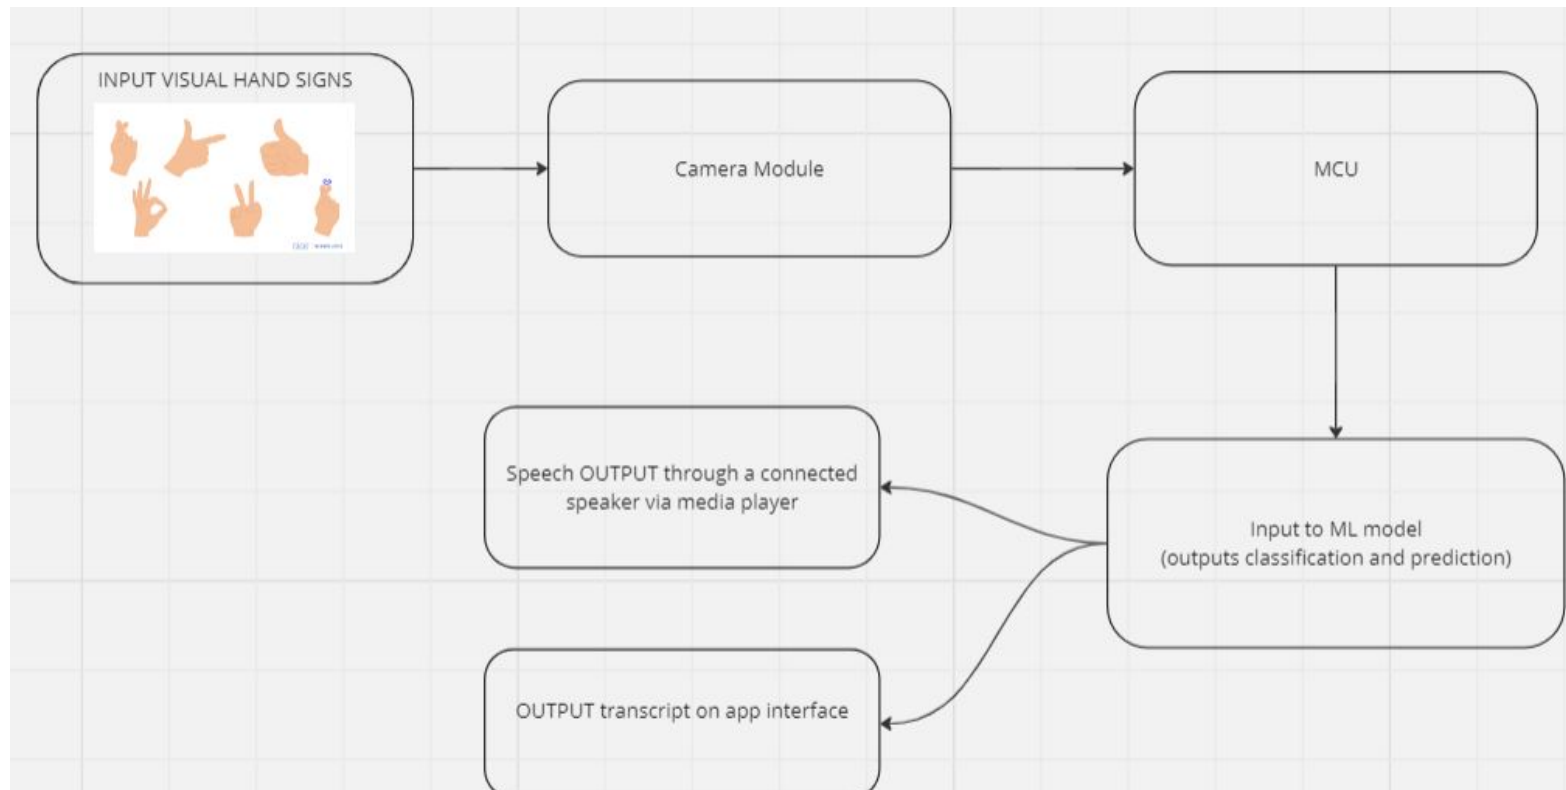 INPUT VISUAL HAND SIGNS
Camera Module
MCU
Speech OUTPUT through a connected
speaker via media player
Input to ML model
(outputs classification and prediction)
OUTPUT transcript on app interface